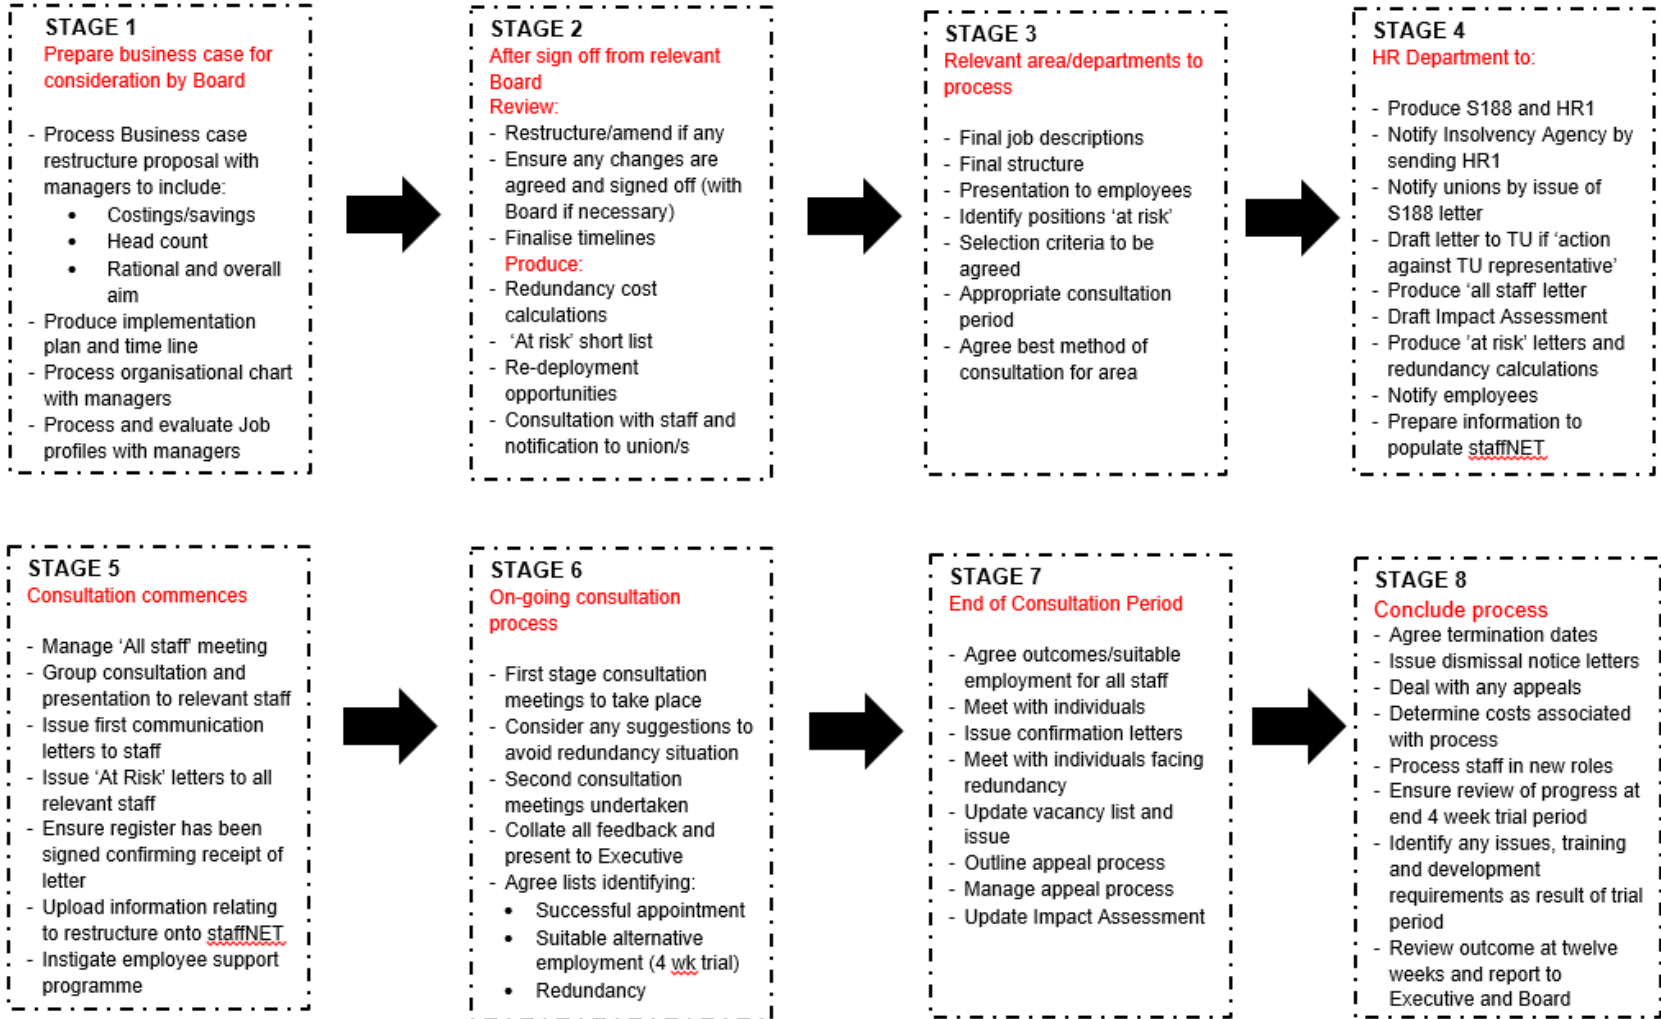 STAGE 1
Prepare business case for
consideration by Board
- Process Business case
restructure proposal with
managers to include:
• Costings/savings
• Head count
• Rational and overall
aim
- Produce implementation
plan and time line
- Process organisational chart
with managers
- Process and evaluate Job
profiles with managers
STAGE 2
After sign off from relevant
Board
Review:
- Restructure/amend if any
- Ensure any changes are
agreed and signed off (with
Board if necessary)
- Finalise timelines
Produce:
- Redundancy cost
calculations
- 'At risk' short list
- Re-deployment
opportunities
- Consultation with staff and
notification to union/s
STAGE 3
Relevant area/departments to
process
- Final job descriptions
- Final structure
- Presentation to employees
- Identify positions 'at risk'
- Selection criteria to be
agreed
- Appropriate consultation
period
- Agree best method of
consultation for area
STAGE 4
HR Department to:
- Produce S188 and HR1
- Notify Insolvency Agency by
sending HR1
- Notify unions by issue of
S188 letter
- Draft letter to TU if 'action
against TU representative'
- Produce 'all staff' letter
- Draft Impact Assessment
- Produce 'at risk' letters and
redundancy calculations
- Notify employees
- Prepare information to
populate staffNET
STAGE 5
Consultation commences
- Manage 'All staff' meeting
- Group consultation and
presentation to relevant staff
- Issue first communication
letters to staff
- Issue 'At Risk' letters to all
relevant staff
- Ensure register has been
signed confirming receipt of
letter
- Upload information relating
to restructure onto staffNET
- Instigate employee support
programme
STAGE 6
On-going consultation
process
- First stage consultation
meetings to take place
- Consider any suggestions to
avoid redundancy situation
- Second consultation
meetings undertaken
- Collate all feedback and
present to Executive
- Agree lists identifying:
• Successful appointment
• Suitable alternative
employment (4 wk trial)
• Redundancy
STAGE 7
End of Consultation Period
- Agree outcomes/suitable
employment for all staff
- Meet with individuals
- Issue confirmation letters
- Meet with individuals facing
redundancy
- Update vacancy list and
issue
- Outline appeal process
- Manage appeal process
- Update Impact Assessment
STAGE 8
Conclude process
- Agree termination dates
- Issue dismissal notice letters
- Deal with any appeals
- Determine costs associated
with process
- Process staff in new roles
- Ensure review of progress at
end 4 week trial period
- Identify any issues, training
and development
requirements as result of trial
period
- Review outcome at twelve
weeks and report to
Executive and Board